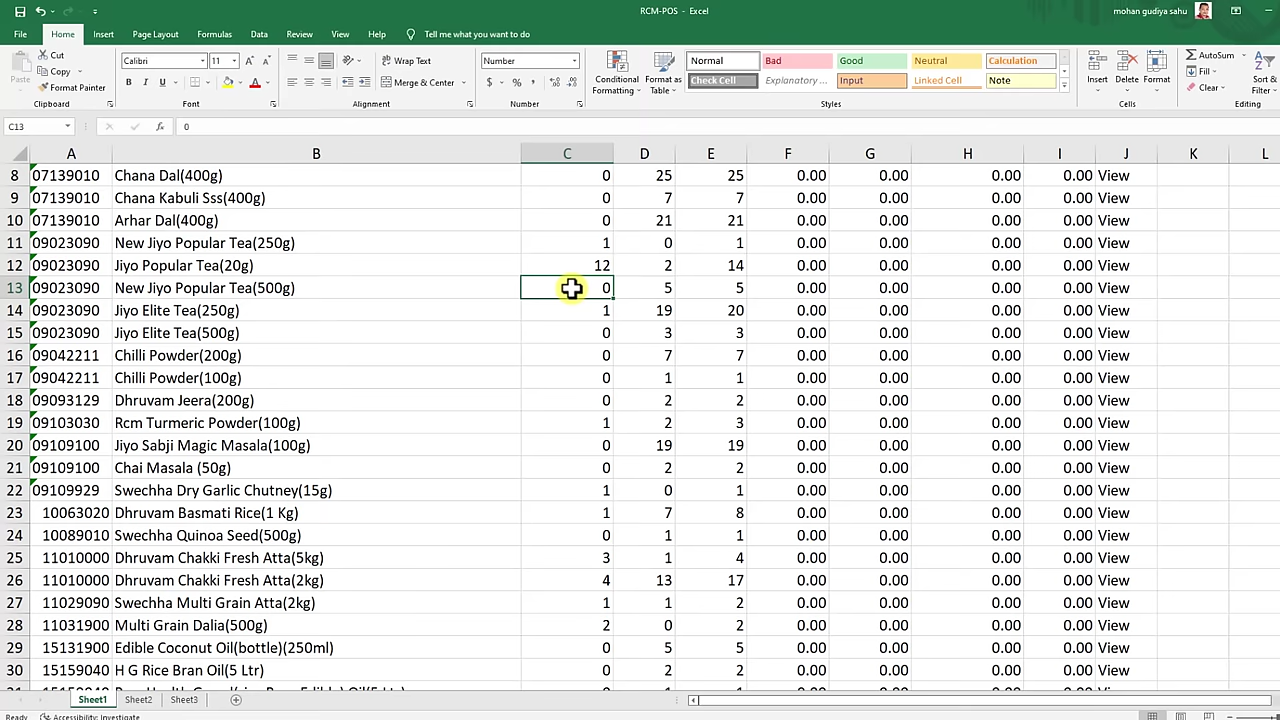 RCM-POS - Excel
mohan gudiya sahu
File Home Insert Page Layout Formulas Data Review View Help Tell me what you want to do
Paste
Cut
Copy
Format Painter
Clipboard
Calibri 11 A A
B I U A
Font
Wrap Text
Merge & Center
Alignment
Number
$ % ,
Number
Conditional Formatting
Format as Table
Normal Bad Good Neutral Calculation
Check Cell Explanatory ... Input Linked Cell Note
Styles
Insert Delete Format
Cells
AutoSum
Fill
Clear
Sort & Filter
Editing
C13 fx 0
A B C D E F G H I J K L
8 07139010 Chana Dal(400g) 0 25 25 0.00 0.00 0.00 0.00 View
9 07139010 Chana Kabuli Sss(400g) 0 7 7 0.00 0.00 0.00 0.00 View
10 07139010 Arhar Dal(400g) 0 21 21 0.00 0.00 0.00 0.00 View
11 09023090 New Jiyo Popular Tea(250g) 1 0 1 0.00 0.00 0.00 0.00 View
12 09023090 Jiyo Popular Tea(20g) 12 2 14 0.00 0.00 0.00 0.00 View
13 09023090 New Jiyo Popular Tea(500g) 0 5 5 0.00 0.00 0.00 0.00 View
14 09023090 Jiyo Elite Tea(250g) 1 19 20 0.00 0.00 0.00 0.00 View
15 09023090 Jiyo Elite Tea(500g) 0 3 3 0.00 0.00 0.00 0.00 View
16 09042211 Chilli Powder(200g) 0 7 7 0.00 0.00 0.00 0.00 View
17 09042211 Chilli Powder(100g) 0 1 1 0.00 0.00 0.00 0.00 View
18 09093129 Dhruvam Jeera(200g) 0 2 2 0.00 0.00 0.00 0.00 View
19 09103030 Rcm Turmeric Powder(100g) 1 2 3 0.00 0.00 0.00 0.00 View
20 09109100 Jiyo Sabji Magic Masala(100g) 0 19 19 0.00 0.00 0.00 0.00 View
21 09109100 Chai Masala (50g) 0 2 2 0.00 0.00 0.00 0.00 View
22 09109929 Swechha Dry Garlic Chutney(15g) 1 0 1 0.00 0.00 0.00 0.00 View
23 10063020 Dhruvam Basmati Rice(1 Kg) 1 7 8 0.00 0.00 0.00 0.00 View
24 10089010 Swechha Quinoa Seed(500g) 0 1 1 0.00 0.00 0.00 0.00 View
25 11010000 Dhruvam Chakki Fresh Atta(5kg) 3 1 4 0.00 0.00 0.00 0.00 View
26 11010000 Dhruvam Chakki Fresh Atta(2kg) 4 13 17 0.00 0.00 0.00 0.00 View
27 11029090 Swechha Multi Grain Atta(2kg) 1 1 2 0.00 0.00 0.00 0.00 View
28 11031900 Multi Grain Dalia(500g) 2 0 2 0.00 0.00 0.00 0.00 View
29 15131900 Edible Coconut Oil(bottle)(250ml) 0 5 5 0.00 0.00 0.00 0.00 View
30 15159040 H G Rice Bran Oil(5 Ltr) 0 2 2 0.00 0.00 0.00 0.00 View
Sheet1 Sheet2 Sheet3
Ready Accessibility: Investigate